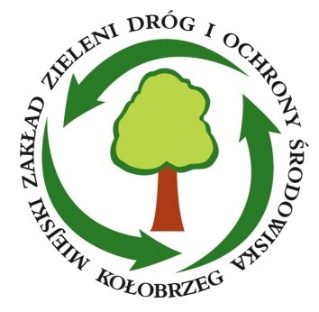 MIEJSKI ZAKŁAD ZIELENI DRÓG I OCHRONY ŚRODOWISKA
KOŁOBRZEG